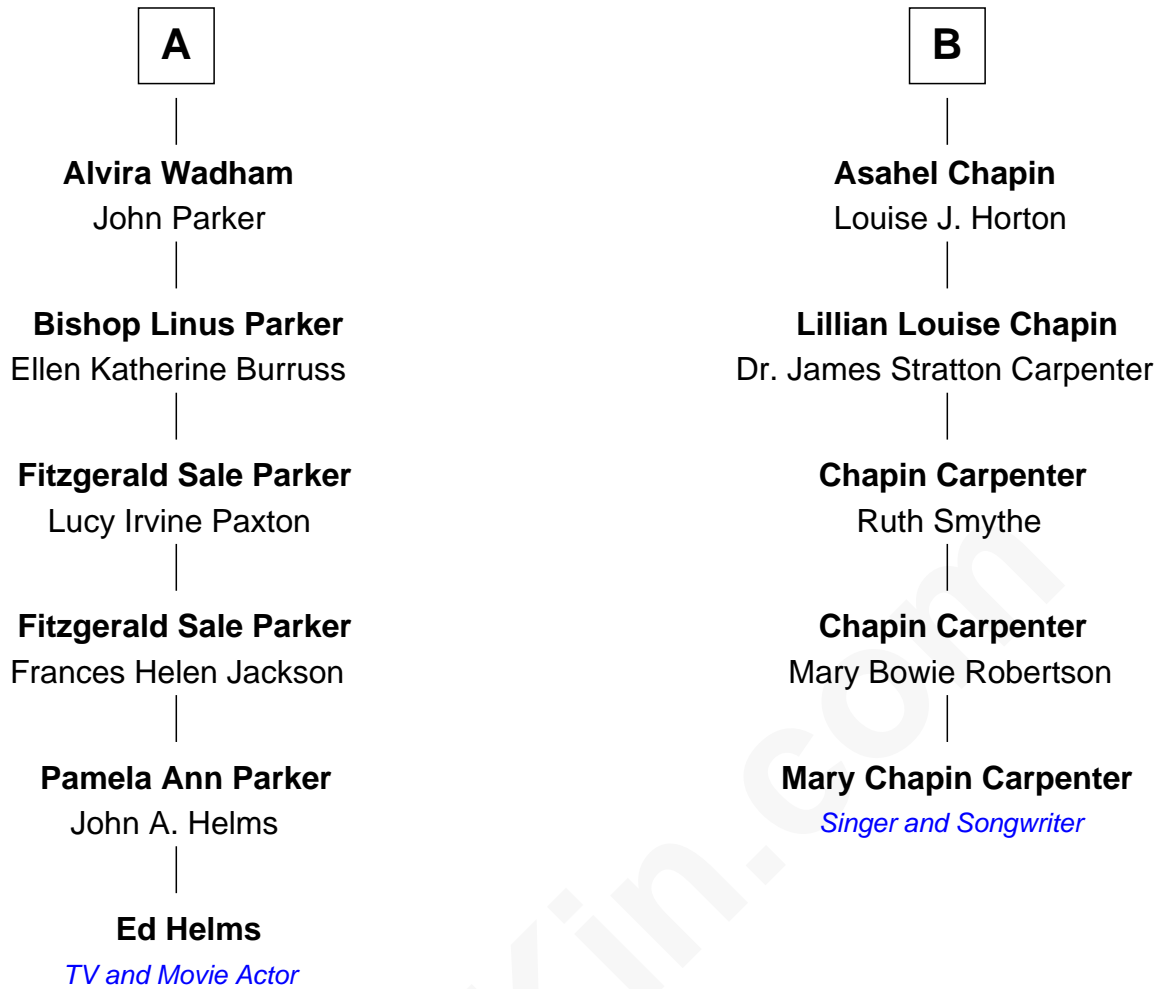 A
Alvira Wadham
John Parker
Bishop Linus Parker
Ellen Katherine Burruss
Fitzgerald Sale Parker
Lucy Irvine Paxton
Fitzgerald Sale Parker
Frances Helen Jackson
Pamela Ann Parker
John A. Helms
Ed Helms
TV and Movie Actor
B
Asahel Chapin
Louise J. Horton
Lillian Louise Chapin
Dr. James Stratton Carpenter
Chapin Carpenter
Ruth Smythe
Chapin Carpenter
Mary Bowie Robertson
Mary Chapin Carpenter
Singer and Songwriter